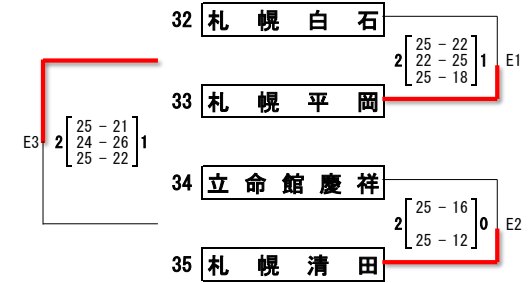 32 札幌白石
2 25 - 22 1 E1
22 - 25
25 - 18
33 札幌平岡
E3 2 25 - 21 1
24 - 26
25 - 22
34 立命館慶祥
2 25 - 16 0 E2
25 - 12
35 札幌清田